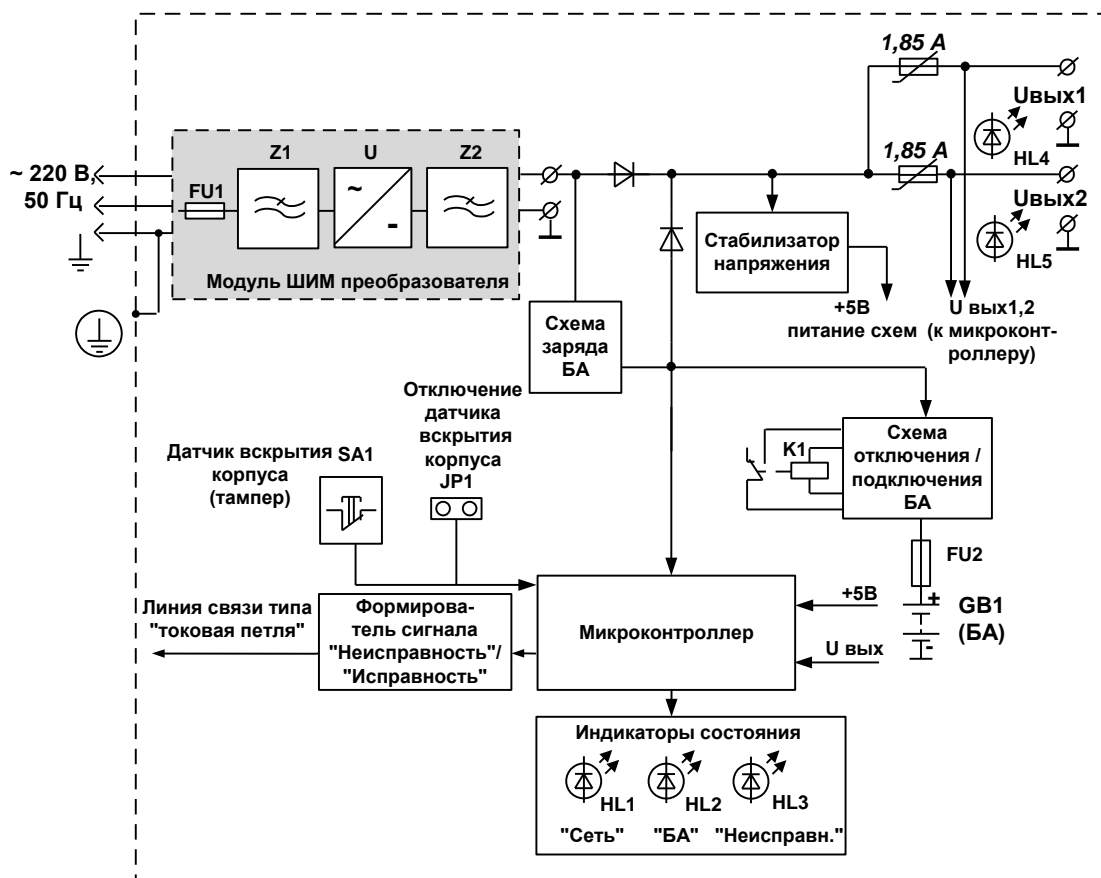 1,85 А
Uвых1
HL4
1,85 А
Uвых2
HL5
~ 220 В,
50 Гц
Z1
U
Z2
FU1
~
-
Модуль ШИМ преобразователя
Стабилизатор
напряжения
+5В
питание схем
U вых1,2
(к микроконт-
роллеру)
Схема
заряда
БА
Отключение
датчика
вскрытия
корпуса
JP1
Датчик вскрытия
корпуса
(тампер)
SA1
K1
Схема
отключения /
подключения
БА
FU2
+
-
GB1
(БА)
Линия связи типа
"токовая петля"
Формирова-
тель сигнала
"Неисправность"/
"Исправность"
Микроконтроллер
+5В
U вых
Индикаторы состояния
HL1
HL2
HL3
"Сеть"
"БА"
"Неисправн."